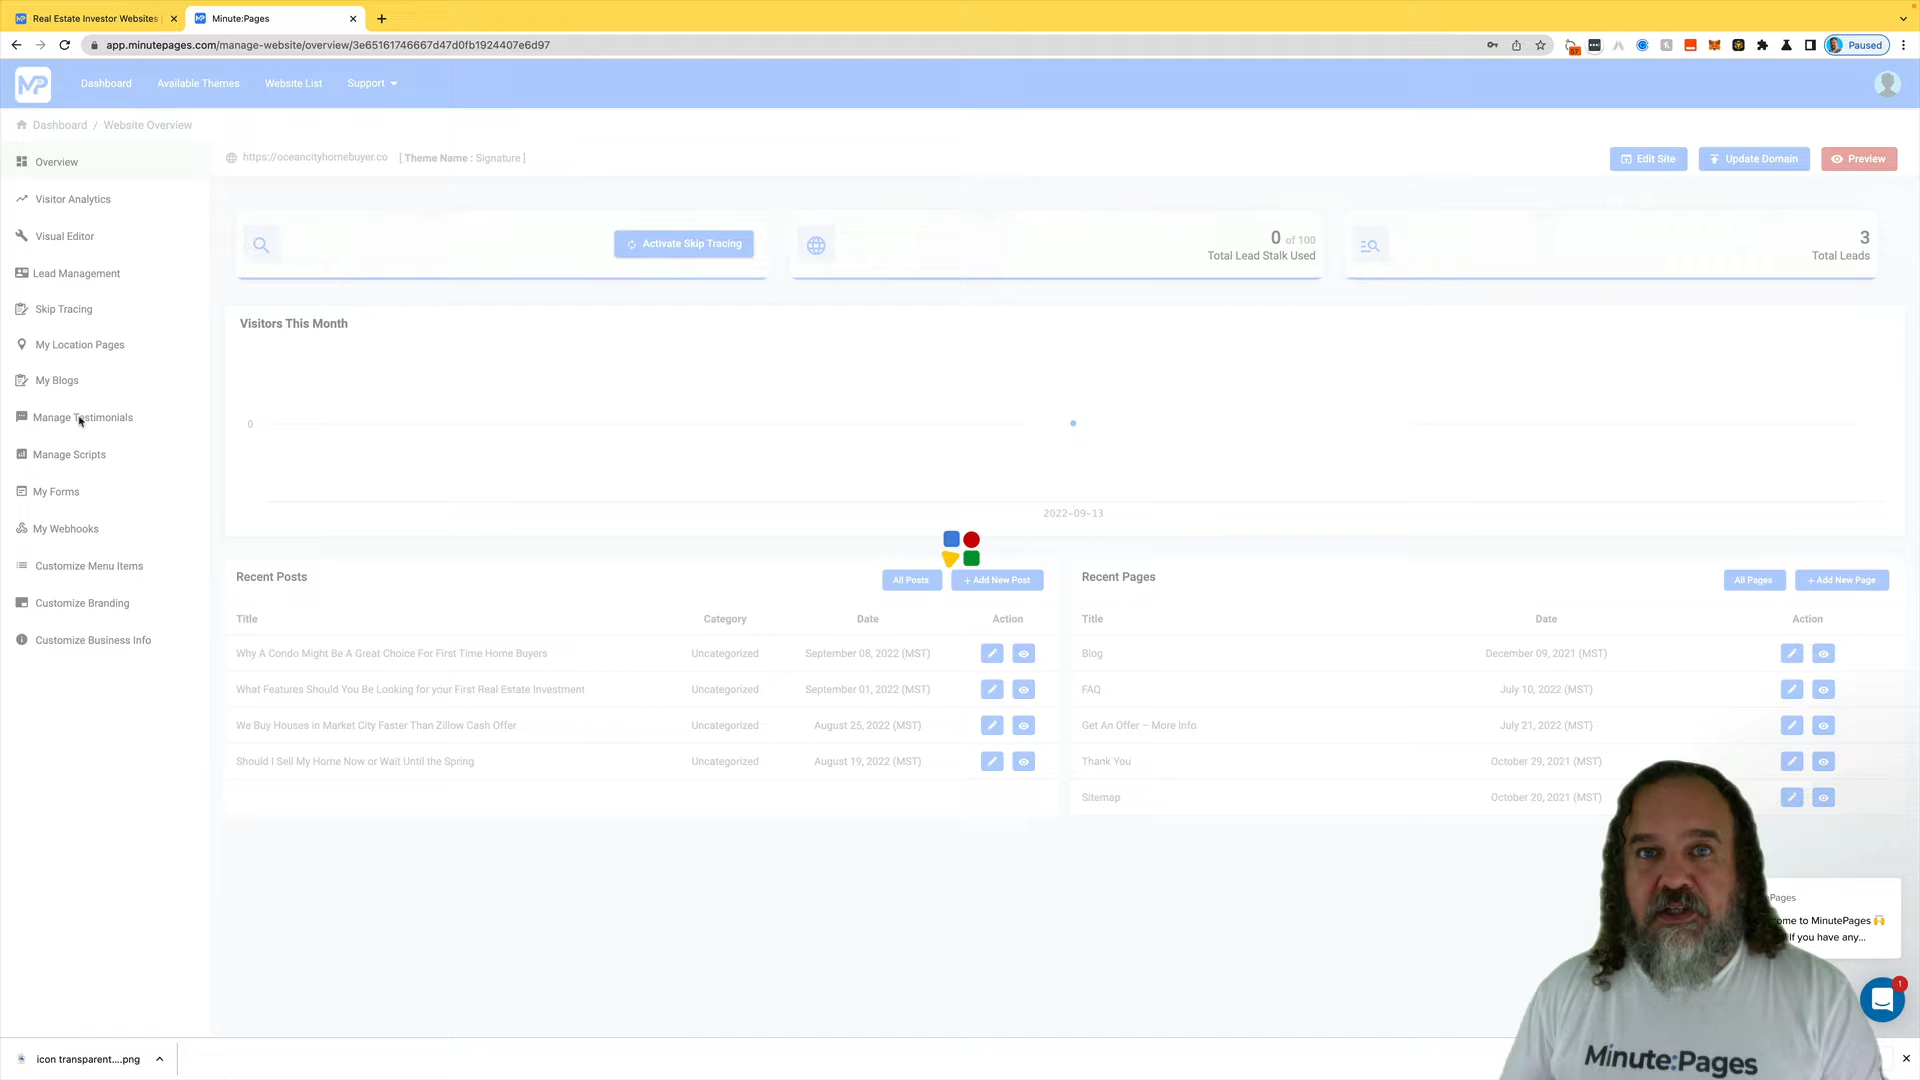 Real Estate Investor Websites
Minute:Pages
app.minutepages.com/manage-website/overview/3e65161746667d47d0fb1924407e6d97
57
Paused
MP
Dashboard
Available Themes
Website List
Support
Dashboard / Website Overview
Overview
Visitor Analytics
Visual Editor
Lead Management
Skip Tracing
My Location Pages
My Blogs
Manage Testimonials
Manage Scripts
My Forms
My Webhooks
Customize Menu Items
Customize Branding
Customize Business Info
https://oceancityhomebuyer.co [ Theme Name : Signature ]
Edit Site
Update Domain
Preview
Activate Skip Tracing
0 of 100
Total Lead Stalk Used
3
Total Leads
Visitors This Month
0
2022-09-13
Recent Posts
All Posts
+ Add New Post
Title Category Date Action
Why A Condo Might Be A Great Choice For First Time Home Buyers Uncategorized September 08, 2022 (MST)
What Features Should You Be Looking for your First Real Estate Investment Uncategorized September 01, 2022 (MST)
We Buy Houses in Market City Faster Than Zillow Cash Offer Uncategorized August 25, 2022 (MST)
Should I Sell My Home Now or Wait Until the Spring Uncategorized August 19, 2022 (MST)
Recent Pages
All Pages
+ Add New Page
Title Date Action
Blog December 09, 2021 (MST)
FAQ July 10, 2022 (MST)
Get An Offer – More Info July 21, 2022 (MST)
Thank You October 29, 2021 (MST)
Sitemap October 20, 2021 (MST)
ePages
ome to MinutePages 🙌
If you have any...
1
icon transparent....png
Minute:Pages